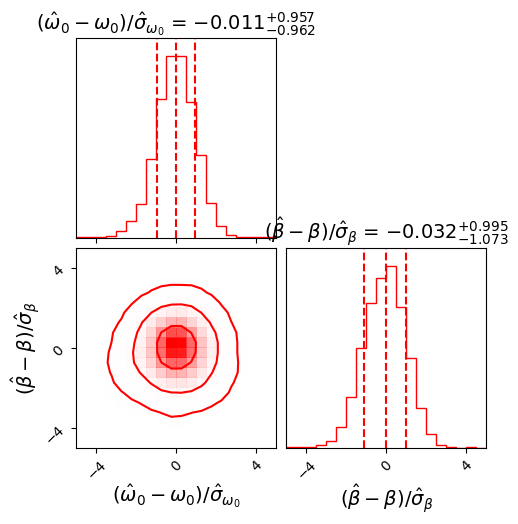 (ω̂₀ − ω₀)/σ̂_ω₀ = −0.011^{+0.957}_{−0.962}
(β̂ − β)/σ̂_β = −0.032^{+0.995}_{−1.073}
4
0
−4
(β̂ − β)/σ̂_β
−4 0 4
−4 0 4
(ω̂₀ − ω₀)/σ̂_ω₀
(β̂ − β)/σ̂_β